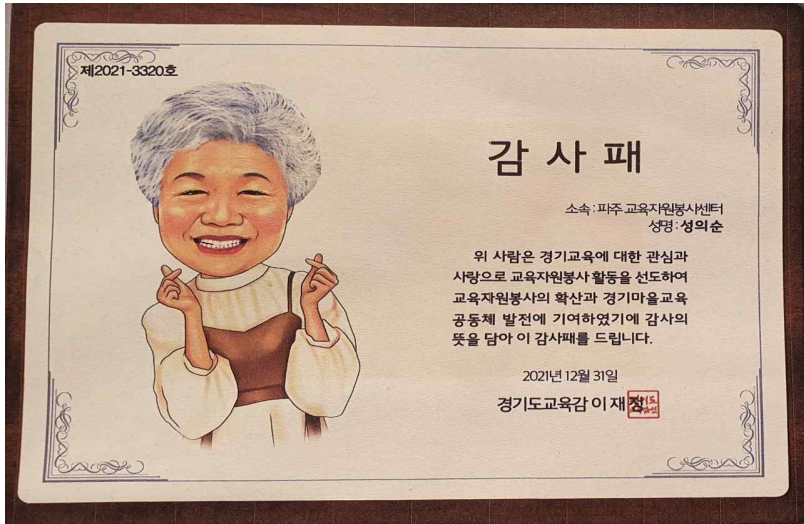 제2021-3320호
감 사 패
소속 : 파주 교육자원봉사센터
성명 : 성의순
위 사람은 경기교육에 대한 관심과
사랑으로 교육자원봉사 활동을 선도하여
교육자원봉사의 확산과 경기마을교육
공동체 발전에 기여하였기에 감사의
뜻을 담아 이 감사패를 드립니다.
2021년 12월 31일
경기도교육감 이 재 정